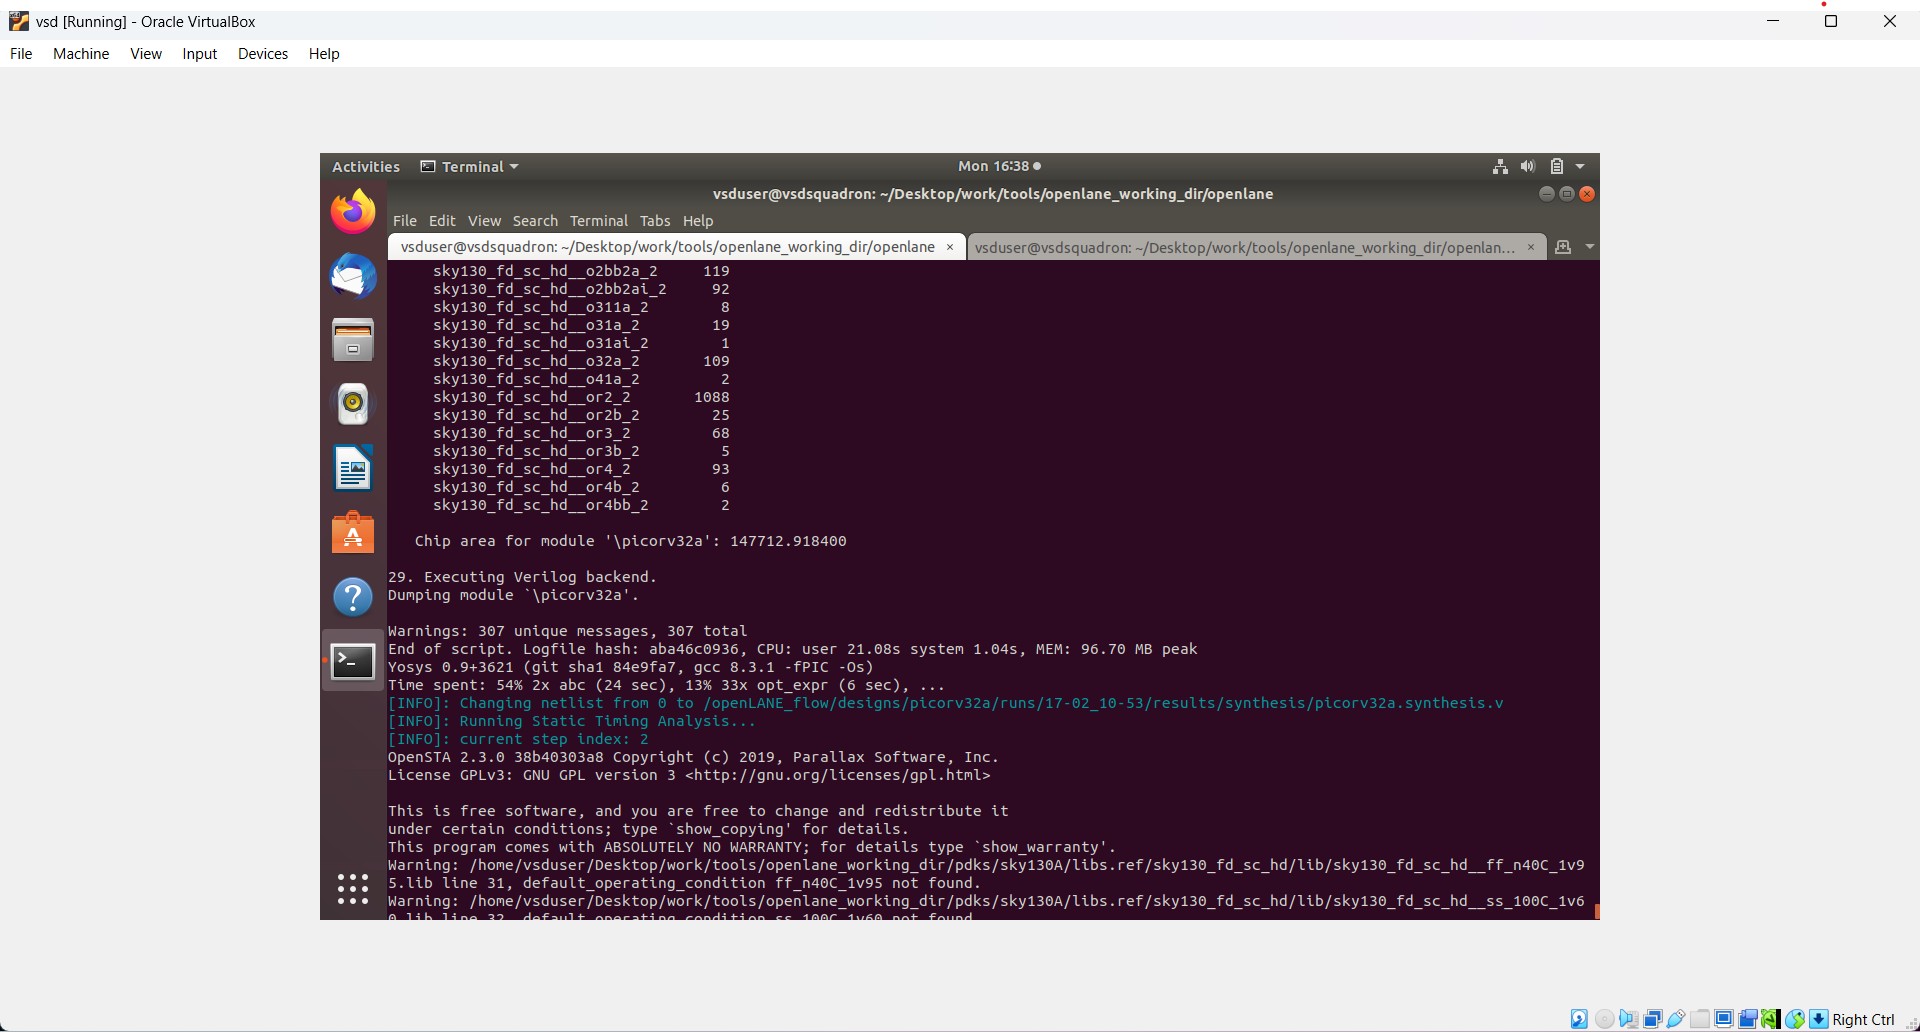 vsd [Running] - Oracle VirtualBox
File Machine View Input Devices Help
Activities Terminal Mon 16:38
vsduser@vsdsquadron: ~/Desktop/work/tools/openlane_working_dir/openlane
File Edit View Search Terminal Tabs Help
vsduser@vsdsquadron: ~/Desktop/work/tools/openlane_working_dir/openlane × vsduser@vsdsquadron: ~/Desktop/work/tools/openlane_working_dir/openlan... ×
sky130_fd_sc_hd__o2bb2a_2 119
sky130_fd_sc_hd__o2bb2ai_2 92
sky130_fd_sc_hd__o311a_2 8
sky130_fd_sc_hd__o31a_2 19
sky130_fd_sc_hd__o31ai_2 1
sky130_fd_sc_hd__o32a_2 109
sky130_fd_sc_hd__o41a_2 2
sky130_fd_sc_hd__or2_2 1088
sky130_fd_sc_hd__or2b_2 25
sky130_fd_sc_hd__or3_2 68
sky130_fd_sc_hd__or3b_2 5
sky130_fd_sc_hd__or4_2 93
sky130_fd_sc_hd__or4b_2 6
sky130_fd_sc_hd__or4bb_2 2
Chip area for module '\picorv32a': 147712.918400
29. Executing Verilog backend.
Dumping module `\picorv32a'.
Warnings: 307 unique messages, 307 total
End of script. Logfile hash: aba46c0936, CPU: user 21.08s system 1.04s, MEM: 96.70 MB peak
Yosys 0.9+3621 (git sha1 84e9fa7, gcc 8.3.1 -fPIC -Os)
Time spent: 54% 2x abc (24 sec), 13% 33x opt_expr (6 sec), ...
[INFO]: Changing netlist from 0 to /openLANE_flow/designs/picorv32a/runs/17-02_10-53/results/synthesis/picorv32a.synthesis.v
[INFO]: Running Static Timing Analysis...
[INFO]: current step index: 2
OpenSTA 2.3.0 38b40303a8 Copyright (c) 2019, Parallax Software, Inc.
License GPLv3: GNU GPL version 3 <http://gnu.org/licenses/gpl.html>
This is free software, and you are free to change and redistribute it
under certain conditions; type `show_copying' for details.
This program comes with ABSOLUTELY NO WARRANTY; for details type `show_warranty'.
Warning: /home/vsduser/Desktop/work/tools/openlane_working_dir/pdks/sky130A/libs.ref/sky130_fd_sc_hd/lib/sky130_fd_sc_hd__ff_n40C_1v9
5.lib line 31, default_operating_condition ff_n40C_1v95 not found.
Warning: /home/vsduser/Desktop/work/tools/openlane_working_dir/pdks/sky130A/libs.ref/sky130_fd_sc_hd/lib/sky130_fd_sc_hd__ss_100C_1v6
0.lib line 32, default_operating_condition ss_100C_1v60 not found.
Right Ctrl